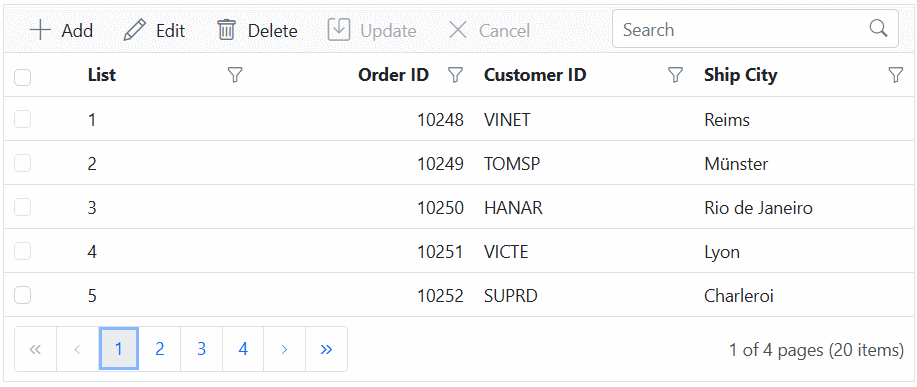 Add Edit Delete Update Cancel Search
List Order ID Customer ID Ship City
1 10248 VINET Reims
2 10249 TOMSP Münster
3 10250 HANAR Rio de Janeiro
4 10251 VICTE Lyon
5 10252 SUPRD Charleroi
« ‹ 1 2 3 4 › » 1 of 4 pages (20 items)